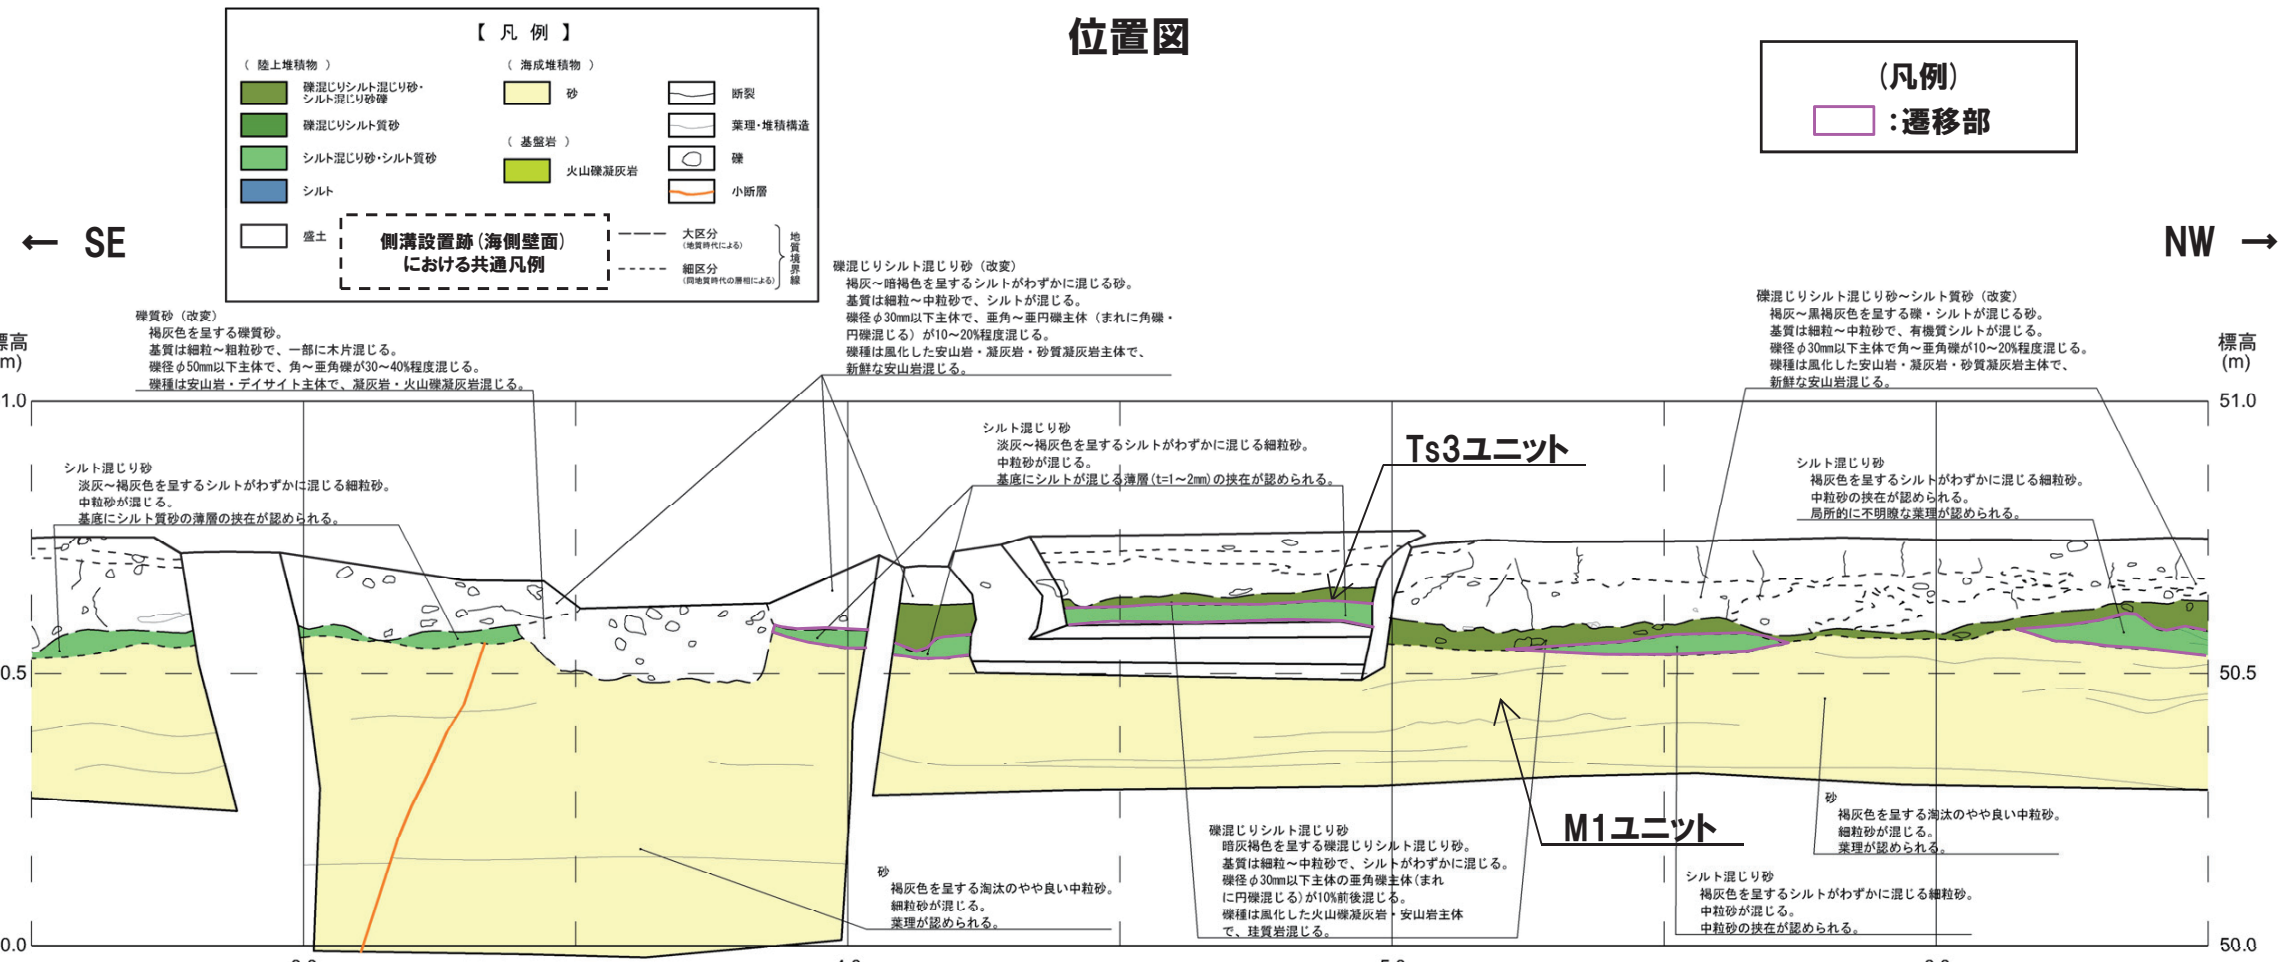 位置図
【 凡 例 】
( 陸上堆積物 )
礫混じりシルト混じり砂・
シルト混じり砂礫
礫混じりシルト質砂
シルト混じり砂・シルト質砂
シルト
盛土
( 海成堆積物 )
砂
( 基盤岩 )
火山礫凝灰岩
断裂
葉理・堆積構造
礫
小断層
側溝設置跡(海側壁面)
における共通凡例
大区分
(地質時代による)
細区分
(同地質時代の層相による)
地質境界線
(凡例)
:遷移部
← SE
NW →
標高
(m)
標高
(m)
礫質砂 (改変)
褐灰色を呈する礫質砂。
基質は細粒~粗粒砂で、一部に木片混じる。
礫径φ50mm以下主体で、角~亜角礫が30~40%程度混じる。
礫種は安山岩・デイサイト主体で、凝灰岩・火山礫凝灰岩混じる。
礫混じりシルト混じり砂 (改変)
褐灰~暗褐色を呈するシルトがわずかに混じる砂。
基質は細粒~中粒砂で、シルトが混じる。
礫径φ30mm以下主体で、亜角~亜円礫主体 (まれに角礫・
円礫混じる) が10~20%程度混じる。
礫種は風化した安山岩・凝灰岩・砂質凝灰岩主体で、
新鮮な安山岩混じる。
礫混じりシルト混じり砂~シルト質砂 (改変)
褐灰~黒褐灰色を呈する礫・シルトが混じる砂。
基質は細粒~中粒砂で、有機質シルトが混じる。
礫径φ30mm以下主体で角~亜角礫が10~20%程度混じる。
礫種は風化した安山岩・凝灰岩・砂質凝灰岩主体で、
新鮮な安山岩混じる。
1.0
51.0
シルト混じり砂
淡灰~褐灰色を呈するシルトがわずかに混じる細粒砂。
中粒砂が混じる。
基底にシルト質砂の薄層の挟在が認められる。
シルト混じり砂
淡灰~褐灰色を呈するシルトがわずかに混じる細粒砂。
中粒砂が混じる。
基底にシルトが混じる薄層(t=1~2mm)の挟在が認められる。
Ts3ユニット
シルト混じり砂
褐灰色を呈するシルトがわずかに混じる細粒砂。
中粒砂の挟在が認められる。
局所的に不明瞭な葉理が認められる。
0.5
50.5
M1ユニット
砂
褐灰色を呈する淘汰のやや良い中粒砂。
細粒砂が混じる。
葉理が認められる。
礫混じりシルト混じり砂
暗灰褐色を呈する礫混じりシルト混じり砂。
基質は細粒~中粒砂で、シルトがわずかに混じる。
礫径φ30mm以下主体の亜角礫主体(まれ
に円礫混じる)が10%前後混じる。
礫種は風化した火山礫凝灰岩・安山岩主体
で、珪質岩混じる。
砂
褐灰色を呈する淘汰のやや良い中粒砂。
細粒砂が混じる。
葉理が認められる。
シルト混じり砂
褐灰色を呈するシルトがわずかに混じる細粒砂。
中粒砂が混じる。
中粒砂の挟在が認められる。
0.0
50.0